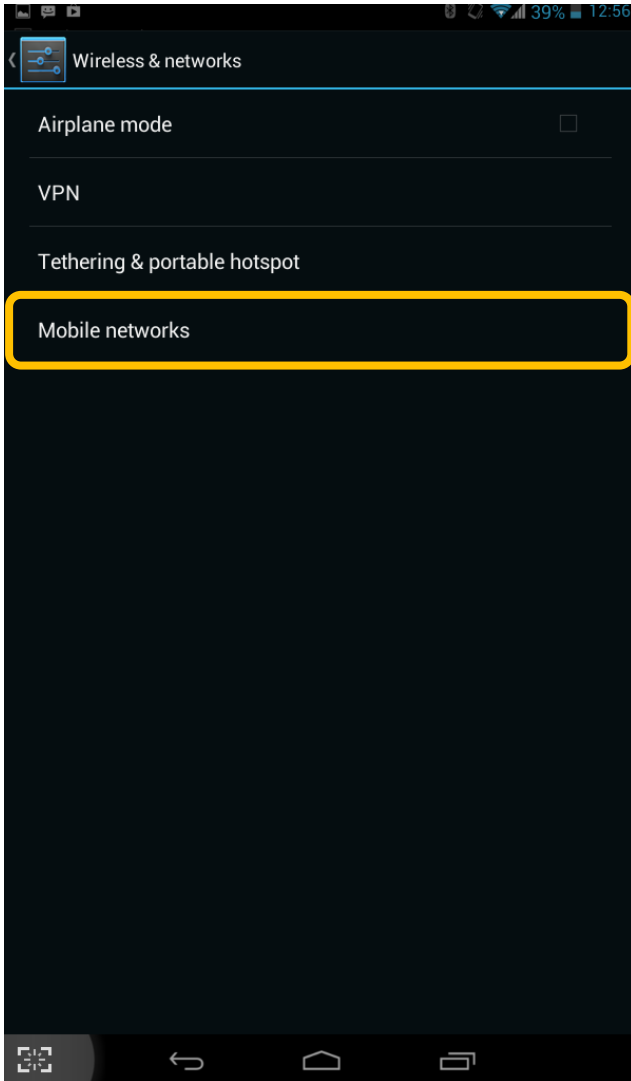 39% 12:56
Wireless & networks
Airplane mode
VPN
Tethering & portable hotspot
Mobile networks